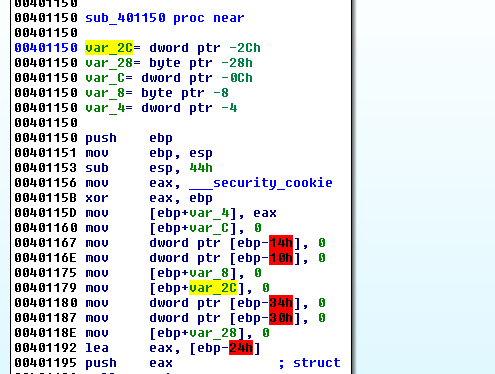 00401150
00401150 sub_401150 proc near
00401150
00401150 var_2C= dword ptr -2Ch
00401150 var_28= byte ptr -28h
00401150 var_C= dword ptr -0Ch
00401150 var_8= byte ptr -8
00401150 var_4= dword ptr -4
00401150
00401150 push ebp
00401151 mov ebp, esp
00401153 sub esp, 44h
00401156 mov eax, ___security_cookie
0040115B xor eax, ebp
0040115D mov [ebp+var_4], eax
00401160 mov [ebp+var_C], 0
00401167 mov dword ptr [ebp-14h], 0
0040116E mov dword ptr [ebp-10h], 0
00401175 mov [ebp+var_8], 0
00401179 mov [ebp+var_2C], 0
00401180 mov dword ptr [ebp-34h], 0
00401187 mov dword ptr [ebp-30h], 0
0040118E mov [ebp+var_28], 0
00401192 lea eax, [ebp-24h]
00401195 push eax ; struct